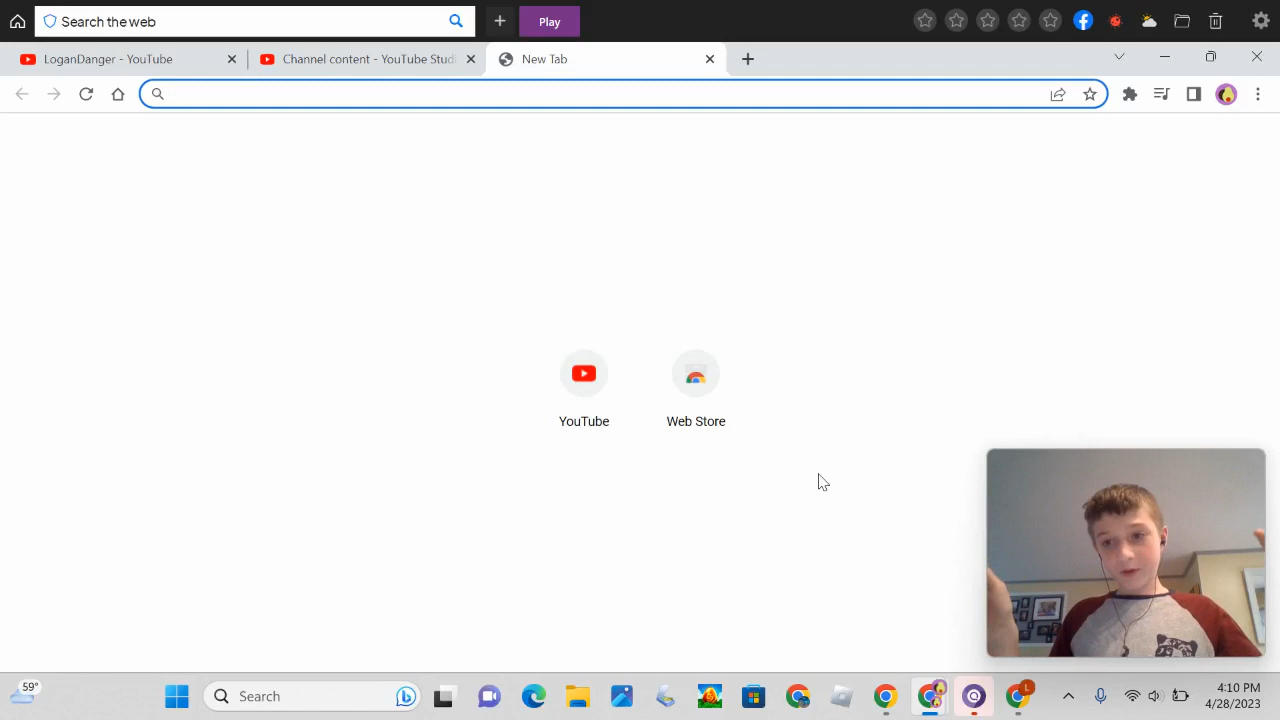 Search the web
Play
LoganDanger - YouTube
Channel content - YouTube Studi
New Tab
YouTube
Web Store
59°
Search
L
4:10 PM
4/28/2023